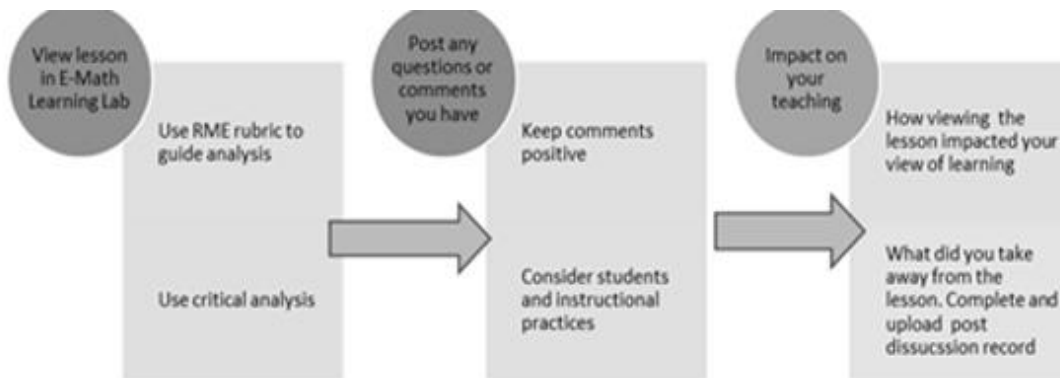 View lesson
in E-Math
Learning Lab
Use RME rubric to
guide analysis
Use critical analysis
Post any
questions or
comments
you have
Keep comments
positive
Consider students
and instructional
practices
Impact on
your
teaching
How viewing the
lesson impacted your
view of learning
What did you take
away from the
lesson. Complete and
upload post
dissucssion record